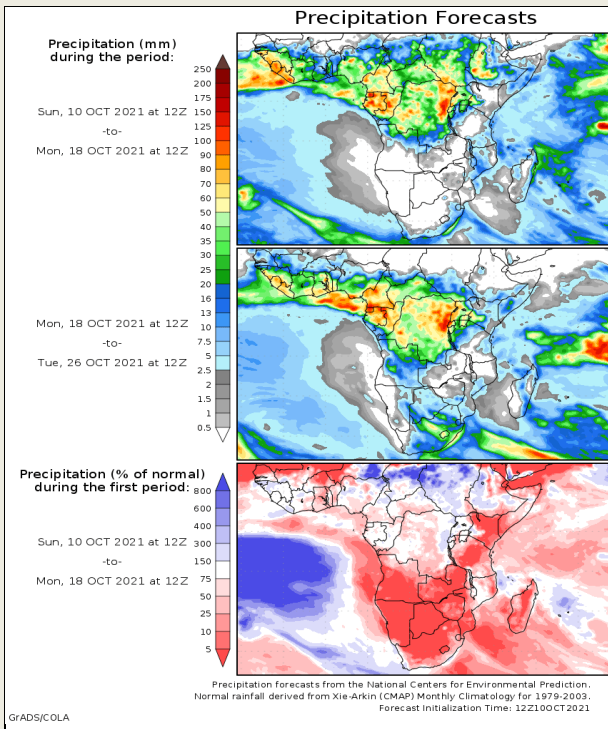 Precipitation Forecasts
Precipitation (mm)
during the period:
Sun, 10 OCT 2021 at 12Z
-to-
Mon, 18 OCT 2021 at 12Z
250
200
175
150
125
100
90
80
70
60
50
40
35
30
25
20
16
13
10
7.5
5
2.5
2
1.5
1
0.5
Mon, 18 OCT 2021 at 12Z
-to-
Tue, 26 OCT 2021 at 12Z
Precipitation (% of normal)
during the first period:
Sun, 10 OCT 2021 at 12Z
-to-
Mon, 18 OCT 2021 at 12Z
800
600
400
300
150
75
50
25
10
5
Precipitation forecasts from the National Centers for Environmental Prediction.
Normal rainfall derived from Xie-Arkin (CMAP) Monthly Climatology for 1979-2003.
Forecast Initialization Time: 12Z10OCT2021
GrADS/COLA